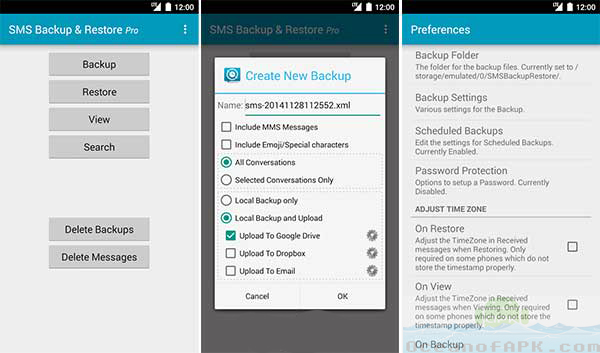 12:00
SMS Backup & Restore Pro
Backup
Restore
View
Search
Delete Backups
Delete Messages
12:00
SMS Backup & Restore Pro
Create New Backup
Name: sms-20141128112552.xml
Include MMS Messages
Include Emoji/Special characters
All Conversations
Selected Conversations Only
Local Backup only
Local Backup and Upload
Upload To Google Drive
Upload To Dropbox
Upload To Email
Cancel
OK
12:00
Preferences
Backup Folder
The folder for the backup files. Currently set to /
storage/emulated/0/SMSBackupRestore/.
Backup Settings
Various settings for the Backup.
Scheduled Backups
Edit the settings for Scheduled Backups.
Currently Enabled.
Password Protection
Options to setup a Password. Currently
Disabled.
ADJUST TIME ZONE
On Restore
Adjust the TimeZone in Received
messages when Restoring. Only
required on some phones which do not
store the timestamp properly.
On View
Adjust the TimeZone in Received
messages when Viewing. Only required
on some phones which do not store the
timestamp properly.
On Backup
OceanofAPK.com